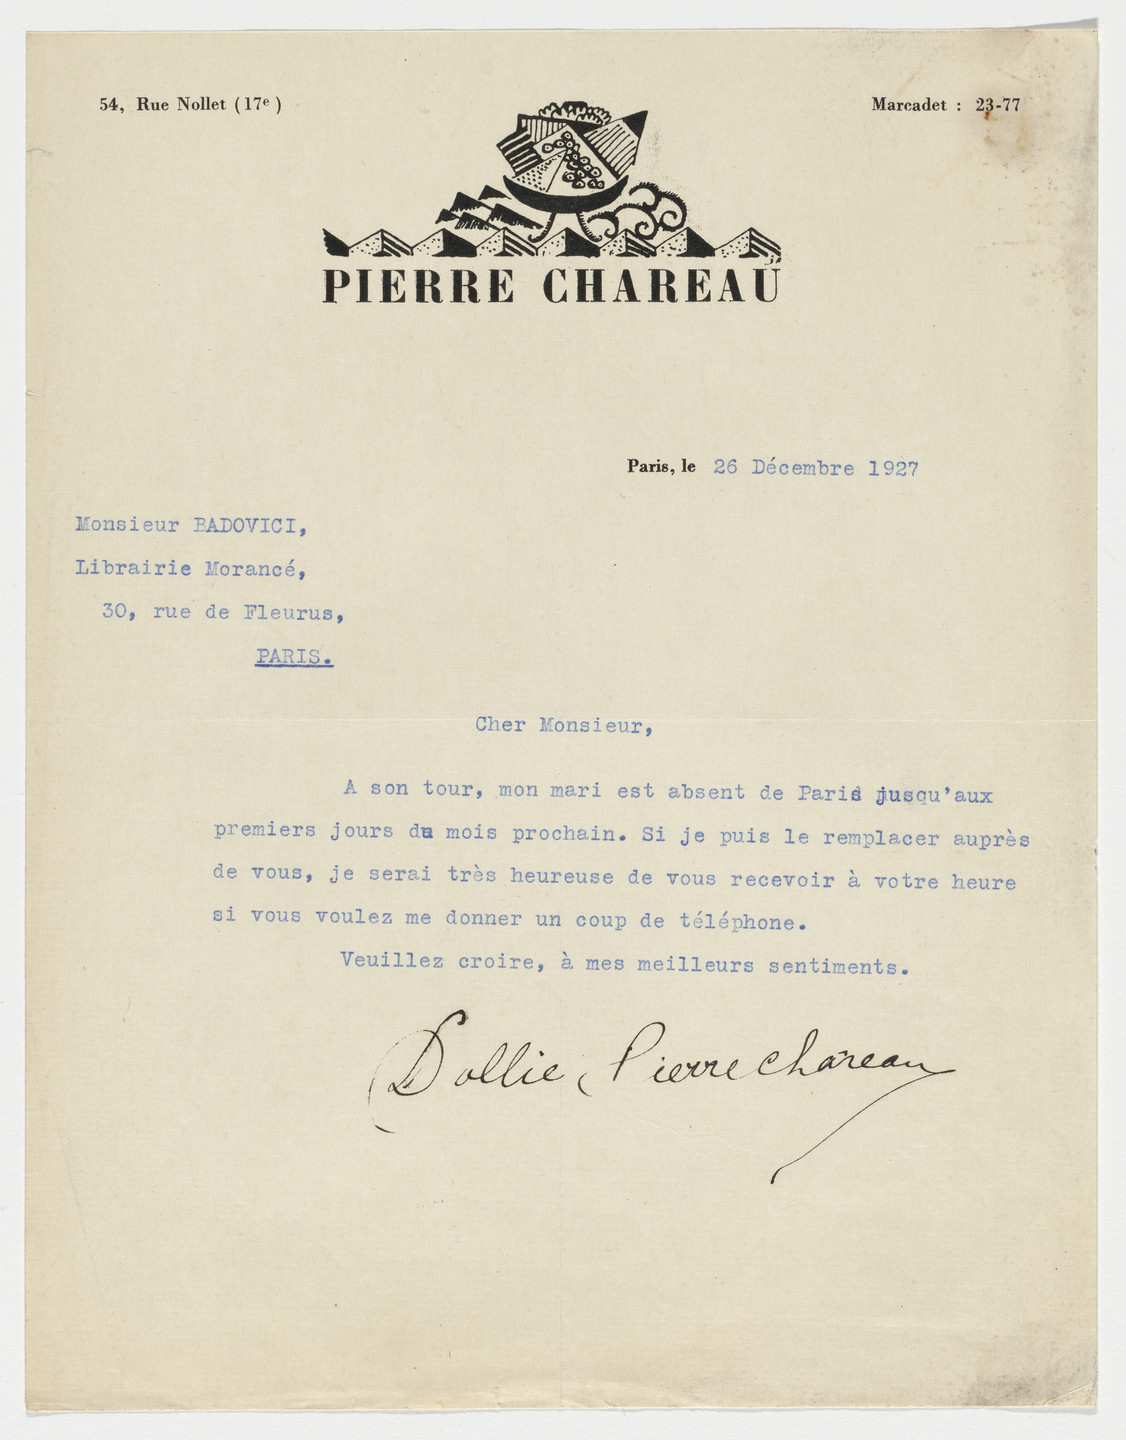 54, Rue Nollet (17e)
Marcadet : 23-77
PIERRE CHAREAU
Paris, le 26 Décembre 1927
Monsieur BADOVICI,
Librairie Morancé,
30, rue de Fleurus,
PARIS.
Cher Monsieur,
A son tour, mon mari est absent de Paris jusqu'aux
premiers jours du mois prochain. Si je puis le remplacer auprès
de vous, je serai très heureuse de vous recevoir à votre heure
si vous voulez me donner un coup de téléphone.
Veuillez croire, à mes meilleurs sentiments.
Dollie Pierre Chareau